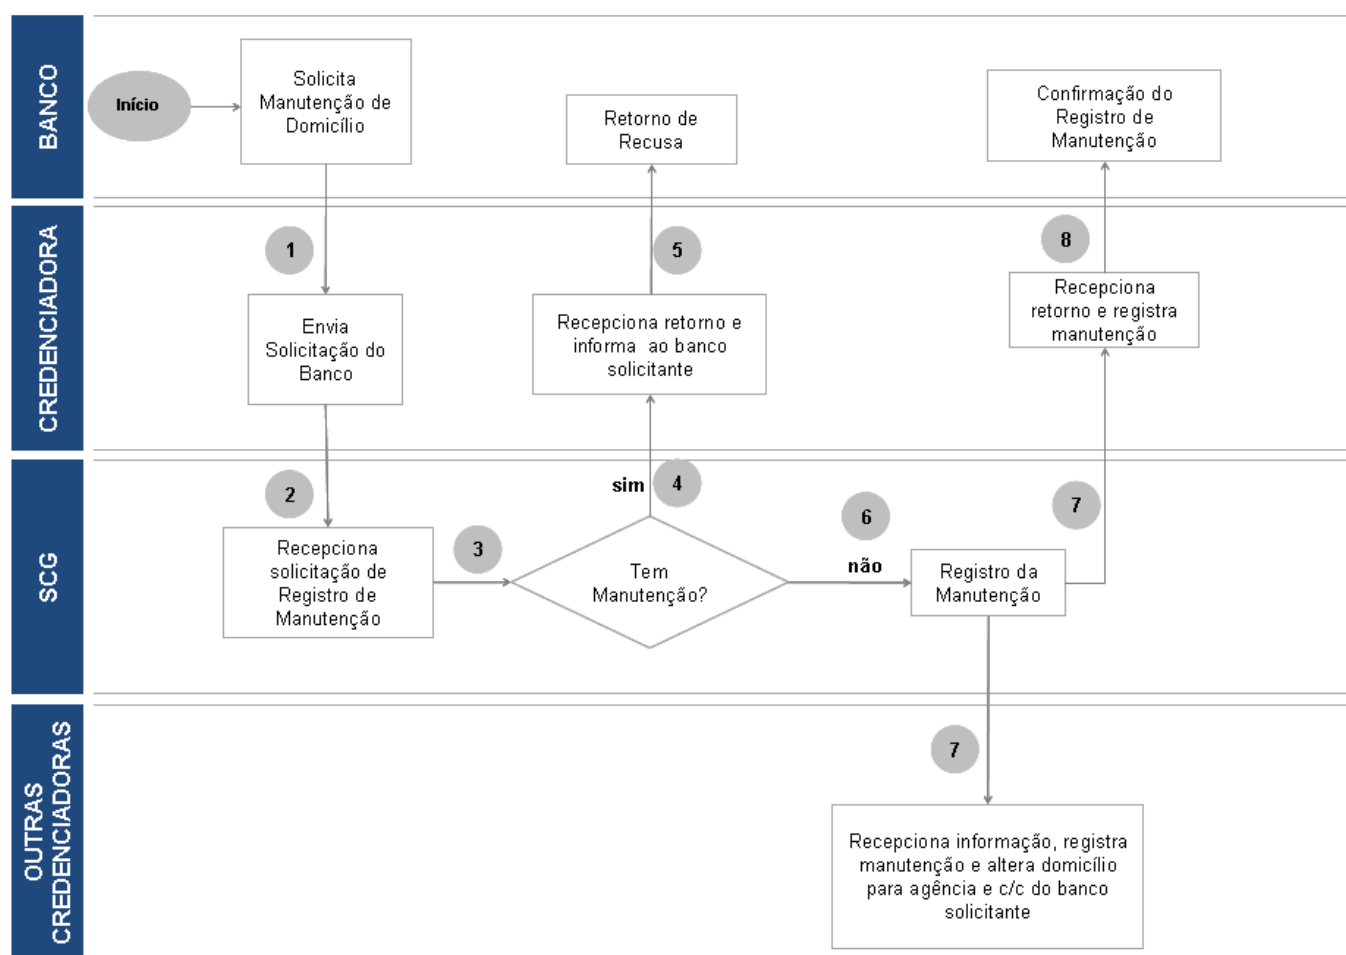 BANCO
Início
Solicita
Manutenção de
Domicílio
Retorno de
Recusa
Confirmação do
Registro de
Manutenção
CREDENCIADORA
1
5
8
Envia
Solicitação do
Banco
Recepciona retorno e
informa ao banco
solicitante
Recepciona
retorno e registra
manutenção
SCG
2
sim
4
7
3
6
não
Recepciona
solicitação de
Registro de
Manutenção
Tem
Manutenção?
Registro da
Manutenção
OUTRAS
CREDENCIADORAS
7
Recepciona informação, registra
manutenção e altera domicílio
para agência e c/c do banco
solicitante